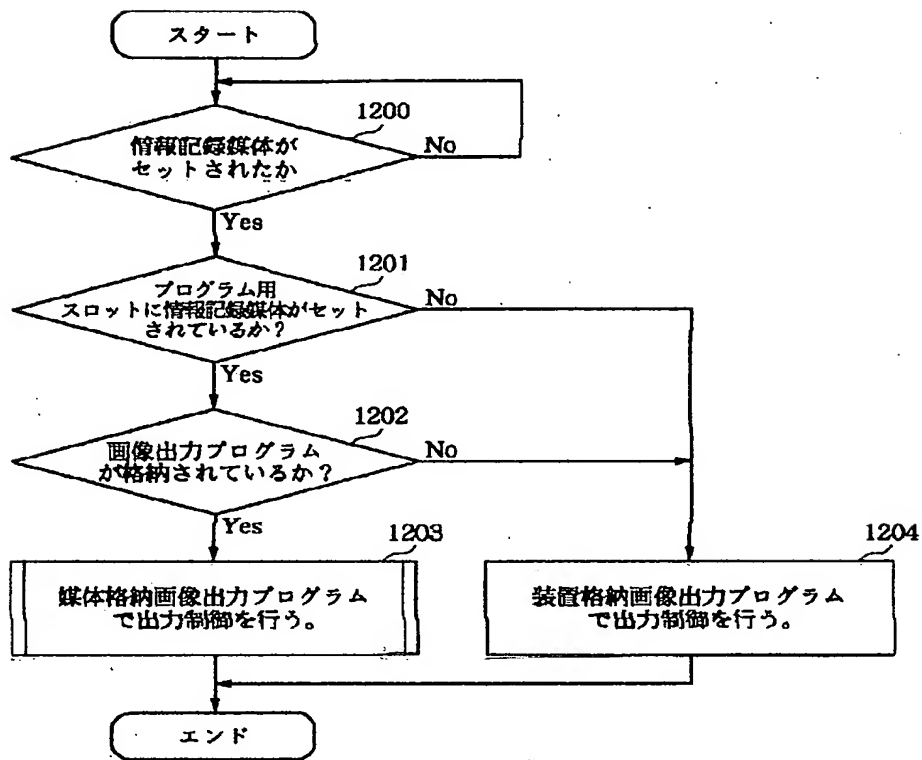 スタート
1200
情報記録媒体が
セットされたか
No
Yes
1201
プログラム用
スロットに情報記録媒体がセット
されているか？
No
Yes
1202
画像出力プログラム
が格納されているか？
No
Yes
1203
媒体格納画像出力プログラム
で出力制御を行う。
1204
装置格納画像出力プログラム
で出力制御を行う。
エンド